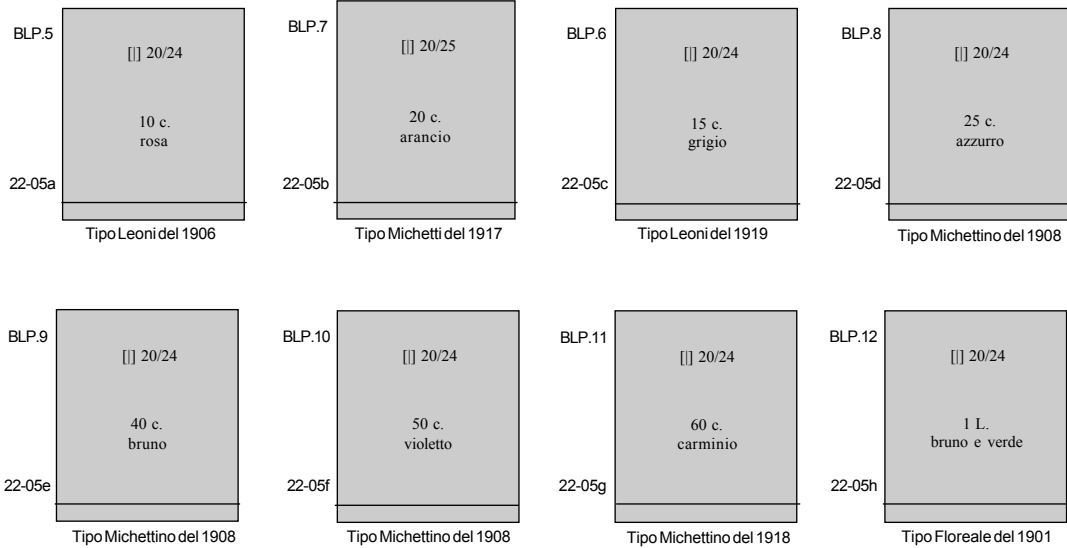 BLP.5
[|] 20/24
10 c.
rosa
22-05a
Tipo Leoni del 1906
BLP.7
[|] 20/25
20 c.
arancio
22-05b
Tipo Michetti del 1917
BLP.6
[|] 20/24
15 c.
grigio
22-05c
Tipo Leoni del 1919
BLP.8
[|] 20/24
25 c.
azzurro
22-05d
Tipo Michettino del 1908
BLP.9
[|] 20/24
40 c.
bruno
22-05e
Tipo Michettino del 1908
BLP.10
[|] 20/24
50 c.
violetto
22-05f
Tipo Michettino del 1908
BLP.11
[|] 20/24
60 c.
carminio
22-05g
Tipo Michettino del 1918
BLP.12
[|] 20/24
1 L.
bruno e verde
22-05h
Tipo Floreale del 1901